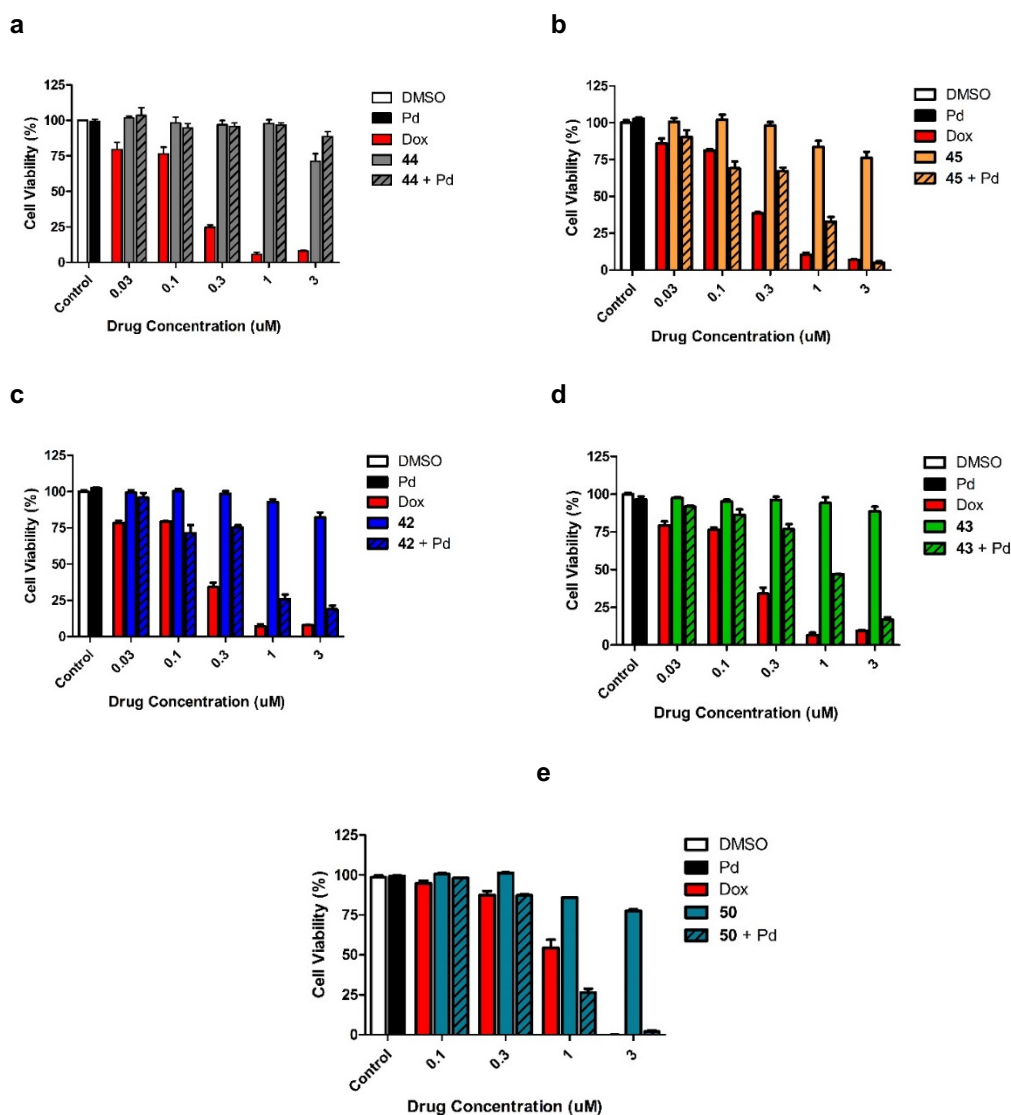 a
125
100
75
50
25
0
Cell Viability (%)
Control
0.03
0.1
0.3
1
3
Drug Concentration (uM)
DMSO
Pd
Dox
44
44 + Pd
b
125
100
75
50
25
0
Cell Viability (%)
Control
0.03
0.1
0.3
1
3
Drug Concentration (uM)
DMSO
Pd
Dox
45
45 + Pd
c
125
100
75
50
25
0
Cell Viability (%)
Control
0.03
0.1
0.3
1
3
Drug Concentration (uM)
DMSO
Pd
Dox
42
42 + Pd
d
125
100
75
50
25
0
Cell Viability (%)
Control
0.03
0.1
0.3
1
3
Drug Concentration (uM)
DMSO
Pd
Dox
43
43 + Pd
e
125
100
75
50
25
0
Cell Viability (%)
Control
0.1
0.3
1
3
Drug Concentration (uM)
DMSO
Pd
Dox
50
50 + Pd